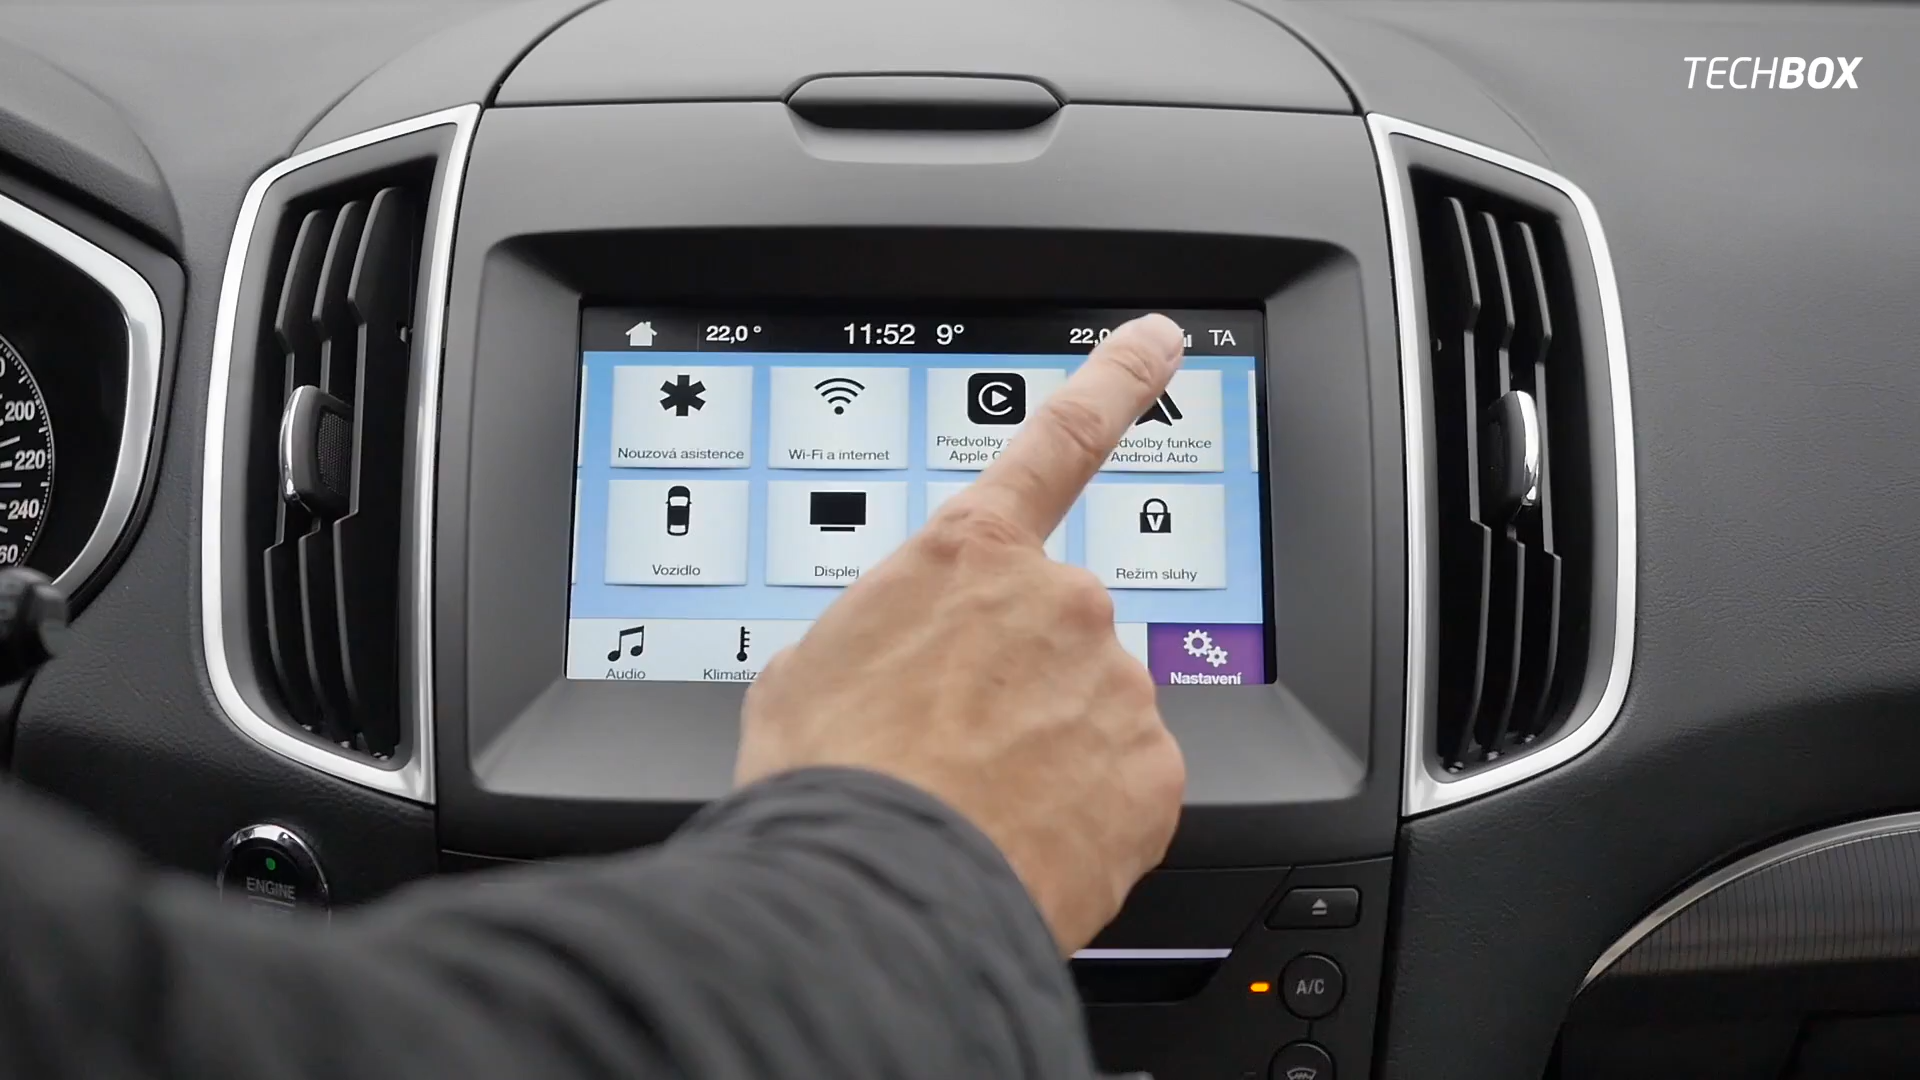 TECHBOX
22,0 °
11:52
9°
TA
Nouzová asistence
Wi-Fi a internet
Předvolby
Apple
funkce
Android Auto
Vozidlo
Displej
Režim sluhy
Audio
Nastavení
200
220
240
ENGINE
A/C